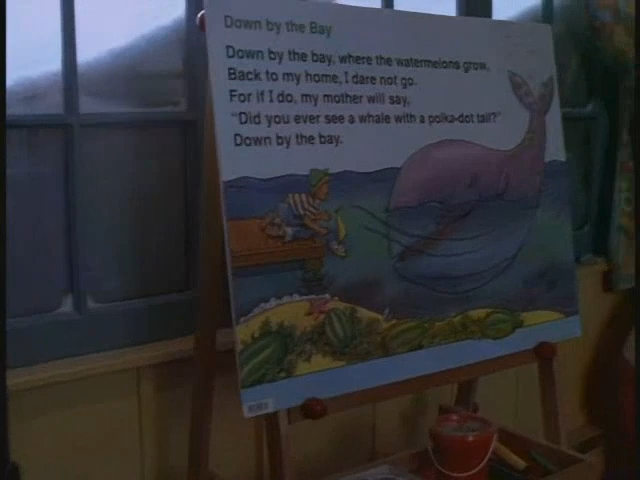 Down by the Bay
Down by the bay, where the watermelons grow,
Back to my home, I dare not go.
For if I do, my mother will say,
"Did you ever see a whale with a polka-dot tail?"
Down by the bay.